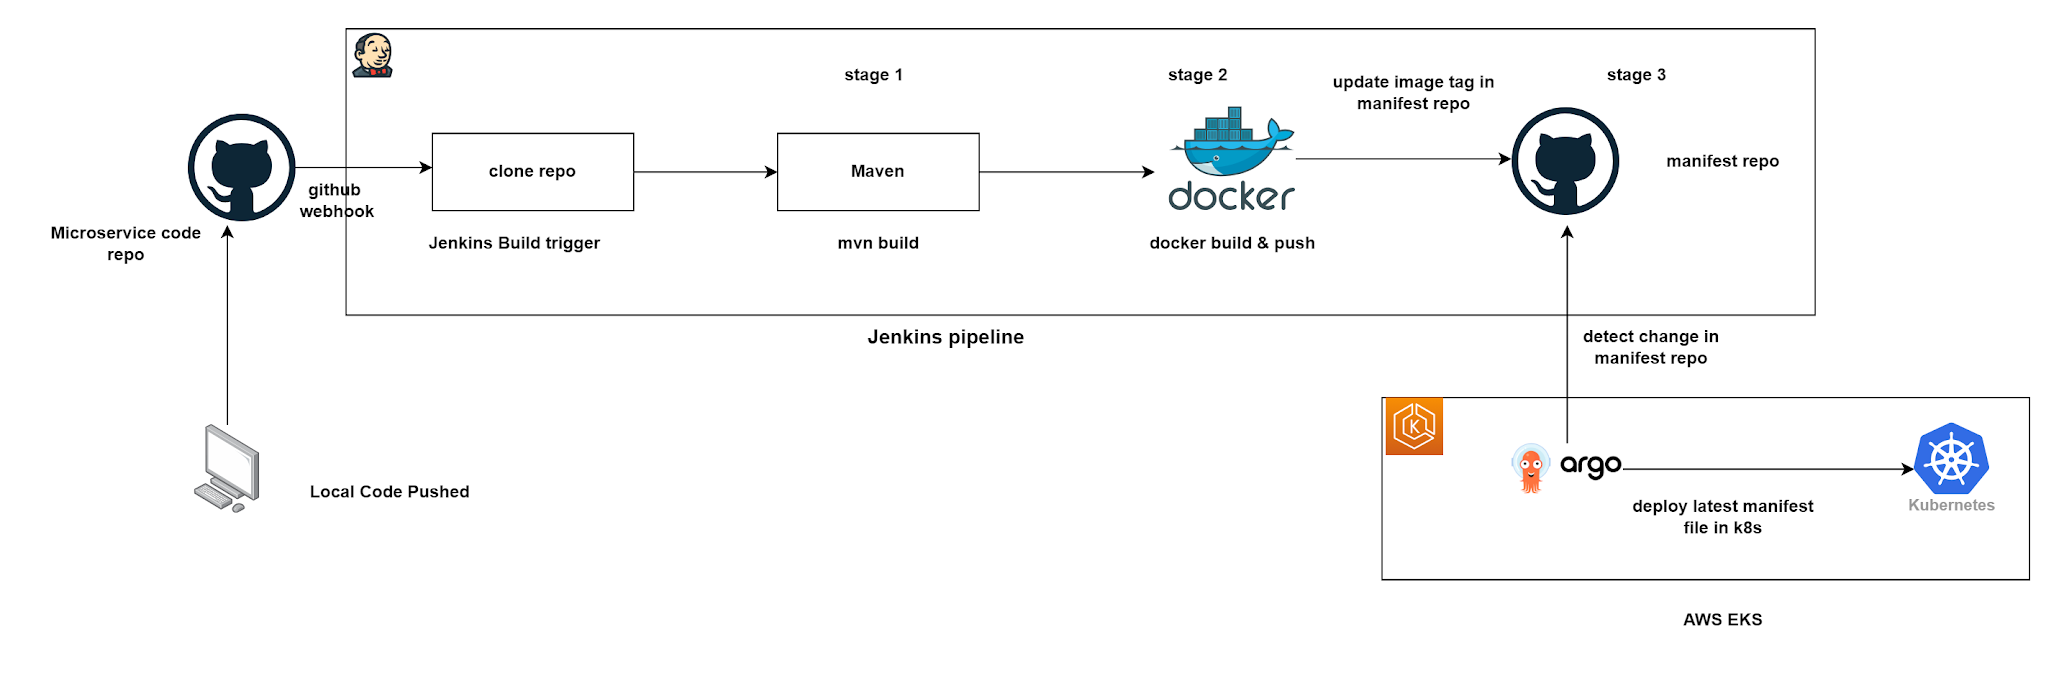 stage 1
stage 2
update image tag in
manifest repo
stage 3
clone repo
Maven
docker
manifest repo
github
webhook
Microservice code
repo
Jenkins Build trigger
mvn build
docker build & push
Jenkins pipeline
detect change in
manifest repo
K
argo
Local Code Pushed
deploy latest manifest
file in k8s
Kubernetes
AWS EKS